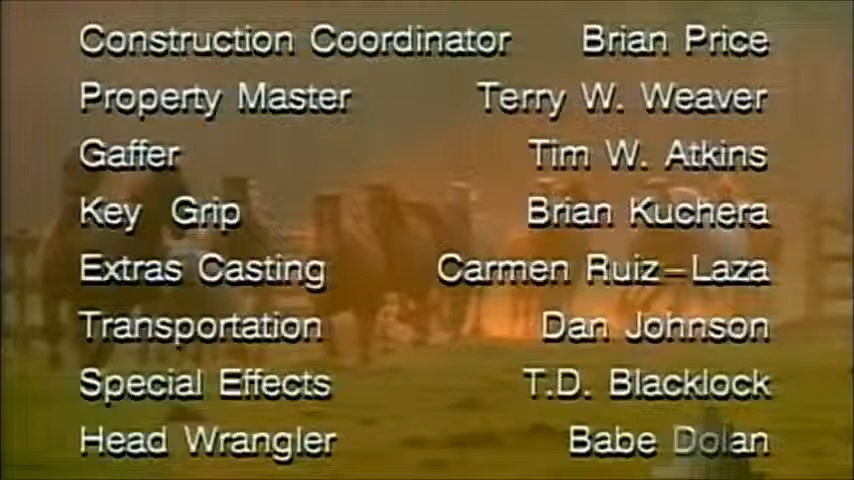 Construction Coordinator Brian Price
Property Master Terry W. Weaver
Gaffer Tim W. Atkins
Key Grip Brian Kuchera
Extras Casting Carmen Ruiz-Laza
Transportation Dan Johnson
Special Effects T.D. Blacklock
Head Wrangler Babe Dolan